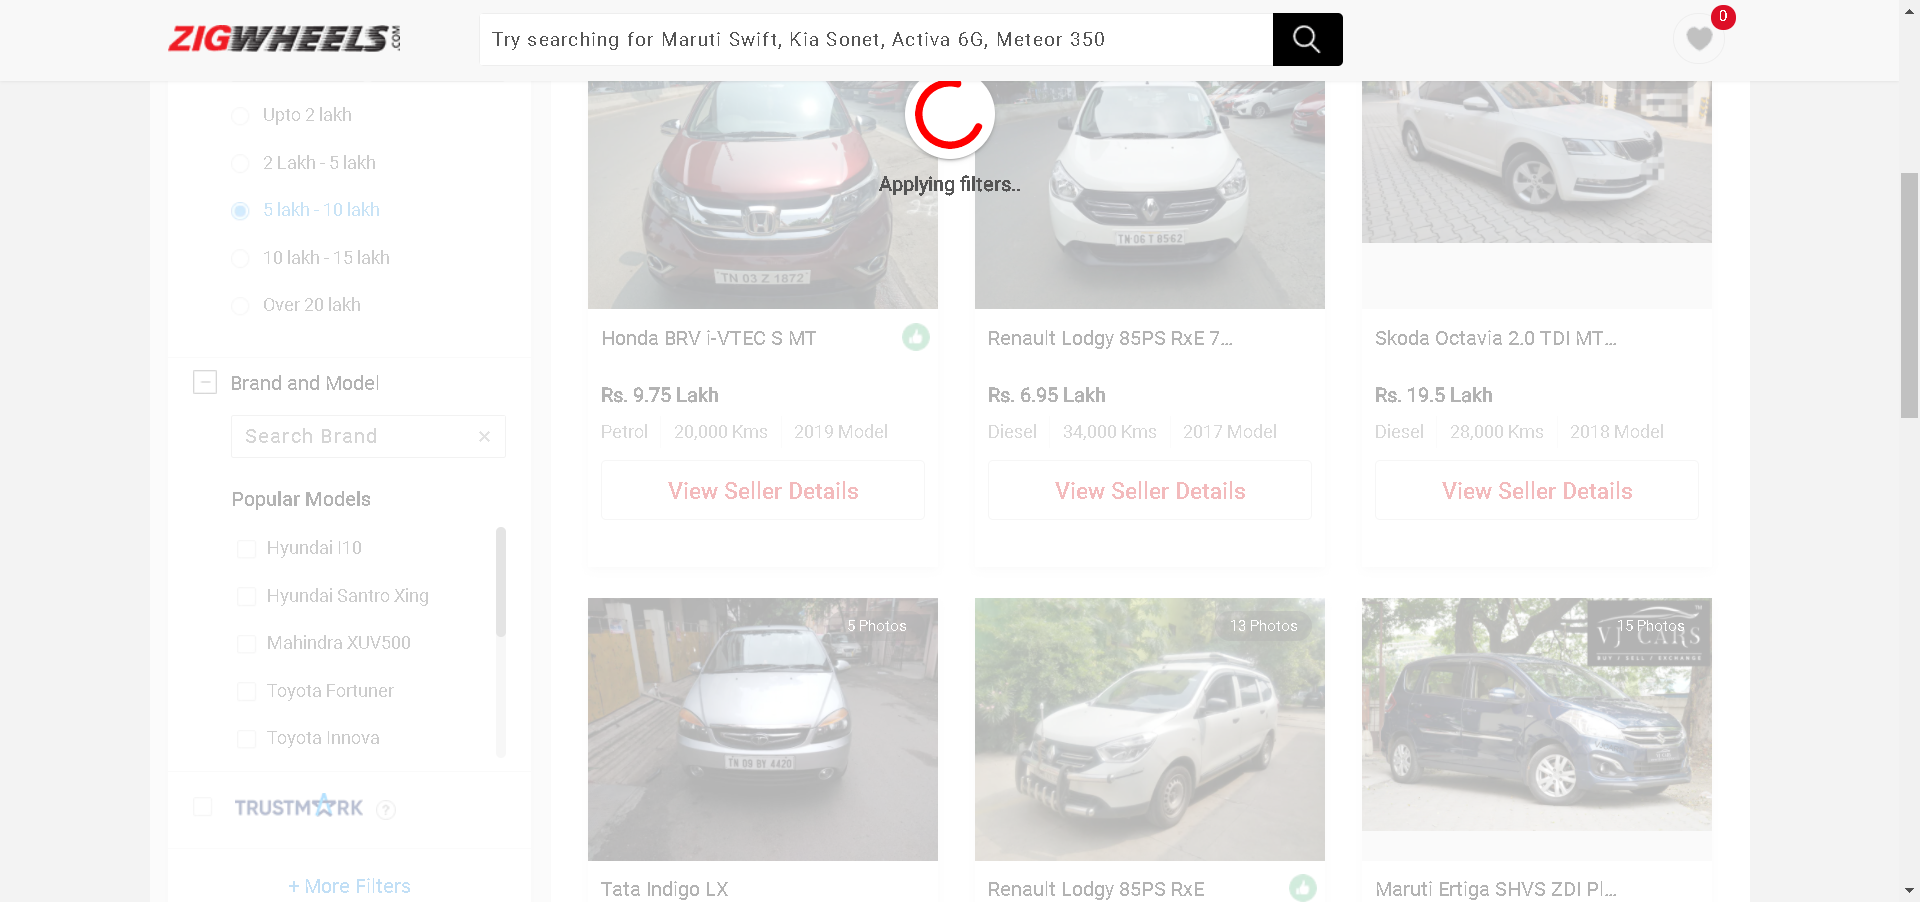 ZIGWHEELS.COM
Try searching for Maruti Swift, Kia Sonet, Activa 6G, Meteor 350
0
Upto 2 lakh
2 Lakh - 5 lakh
5 lakh - 10 lakh
10 lakh - 15 lakh
Over 20 lakh
Brand and Model
Search Brand
Popular Models
Hyundai I10
Hyundai Santro Xing
Mahindra XUV500
Toyota Fortuner
Toyota Innova
TRUSTMARK ?
+ More Filters
Applying filters..
TN 03 Z 1872
Honda BRV i-VTEC S MT
Rs. 9.75 Lakh
Petrol 20,000 Kms 2019 Model
View Seller Details
TN 06 T 8562
Renault Lodgy 85PS RxE 7...
Rs. 6.95 Lakh
Diesel 34,000 Kms 2017 Model
View Seller Details
Skoda Octavia 2.0 TDI MT...
Rs. 19.5 Lakh
Diesel 28,000 Kms 2018 Model
View Seller Details
5 Photos
TN 09 BY 4420
Tata Indigo LX
13 Photos
Renault Lodgy 85PS RxE
15 Photos
VJ CARS
BUY / SELL / EXCHANGE
Maruti Ertiga SHVS ZDI Pl...